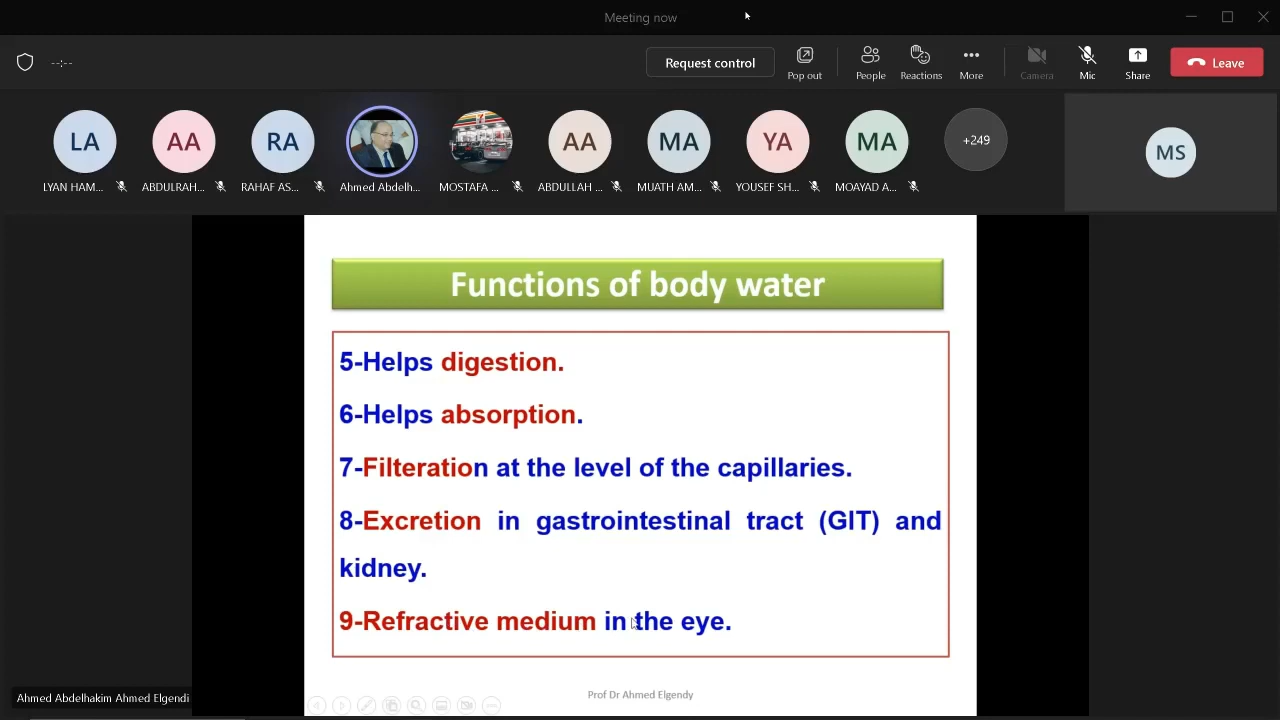 Meeting now
--:--
Request control
Pop out
People
Reactions
More
Camera
Mic
Share
Leave
LA
AA
RA
AA
MA
YA
MA
+249
MS
LYAN HAM...
ABDULRAH...
RAHAF AS...
Ahmed Abdelh...
MOSTAFA ...
ABDULLAH ...
MUATH AM...
YOUSEF SH...
MOAYAD A...
Functions of body water
5-Helps digestion.
6-Helps absorption.
7-Filteration at the level of the capillaries.
8-Excretion in gastrointestinal tract (GIT) and
kidney.
9-Refractive medium in the eye.
Prof Dr Ahmed Elgendy
Ahmed Abdelhakim Ahmed Elgendi